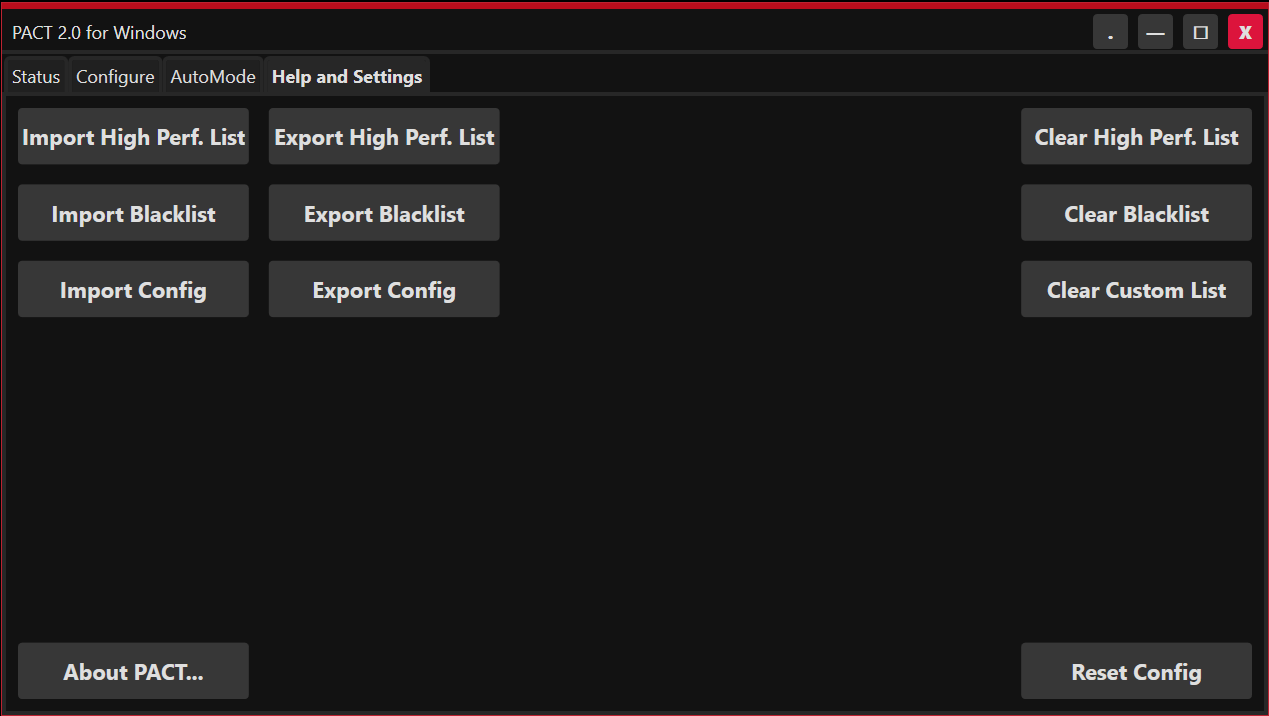 PACT 2.0 for Windows
. — □ X
Status Configure AutoMode Help and Settings
Import High Perf. List Export High Perf. List Clear High Perf. List
Import Blacklist Export Blacklist Clear Blacklist
Import Config Export Config Clear Custom List
About PACT... Reset Config